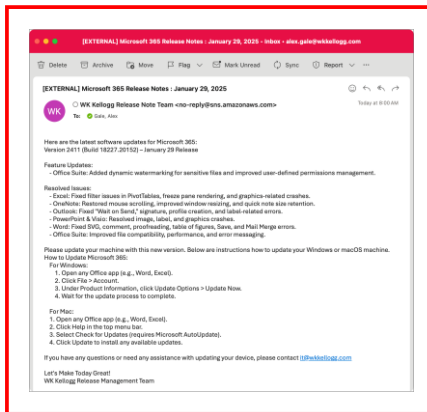 [EXTERNAL] Microsoft 365 Release Notes : January 29, 2025 - Inbox - alex.gale@wkkellogg.com
Delete Archive Move Flag Mark Unread Sync Report ...
[EXTERNAL] Microsoft 365 Release Notes : January 29, 2025
WK
WK Kellogg Release Note Team <no-reply@sns.amazonaws.com>
Today at 8:50 AM
To: Gale, Alex
Here are the latest software updates for Microsoft 365:
Version 2411 (Build 18227.20152) – January 29 Release
Feature Updates:
- Office Suite: Added dynamic watermarking for sensitive files and improved user-defined permissions management.
Resolved Issues:
- Excel: Fixed filter issues in PivotTables, freeze pane rendering, and graphics-related crashes.
- OneNote: Restored mouse scrolling, improved window resizing, and quick note size retention.
- Outlook: Fixed "Wait on Send," signature, profile creation, and label-related errors.
- PowerPoint & Visio: Resolved image, label, and graphics crashes.
- Word: Fixed SVG, comment, proofreading, table of figures, Save, and Mail Merge errors.
- Office Suite: Improved file compatibility, performance, and error messaging.
Please update your machine with this new version. Below are instructions how to update your Windows or macOS machine.
How to Update Microsoft 365:
For Windows:
1. Open any Office app (e.g., Word, Excel).
2. Click File > Account.
3. Under Product Information, click Update Options > Update Now.
4. Wait for the update process to complete.
For Mac:
1. Open any Office app (e.g., Word, Excel).
2. Click Help in the top menu bar.
3. Select Check for Updates (requires Microsoft AutoUpdate).
4. Click Update to install any available updates.
If you have any questions or need any assistance with updating your device, please contact it@wkkellogg.com
Let's Make Today Great!
WK Kellogg Release Management Team